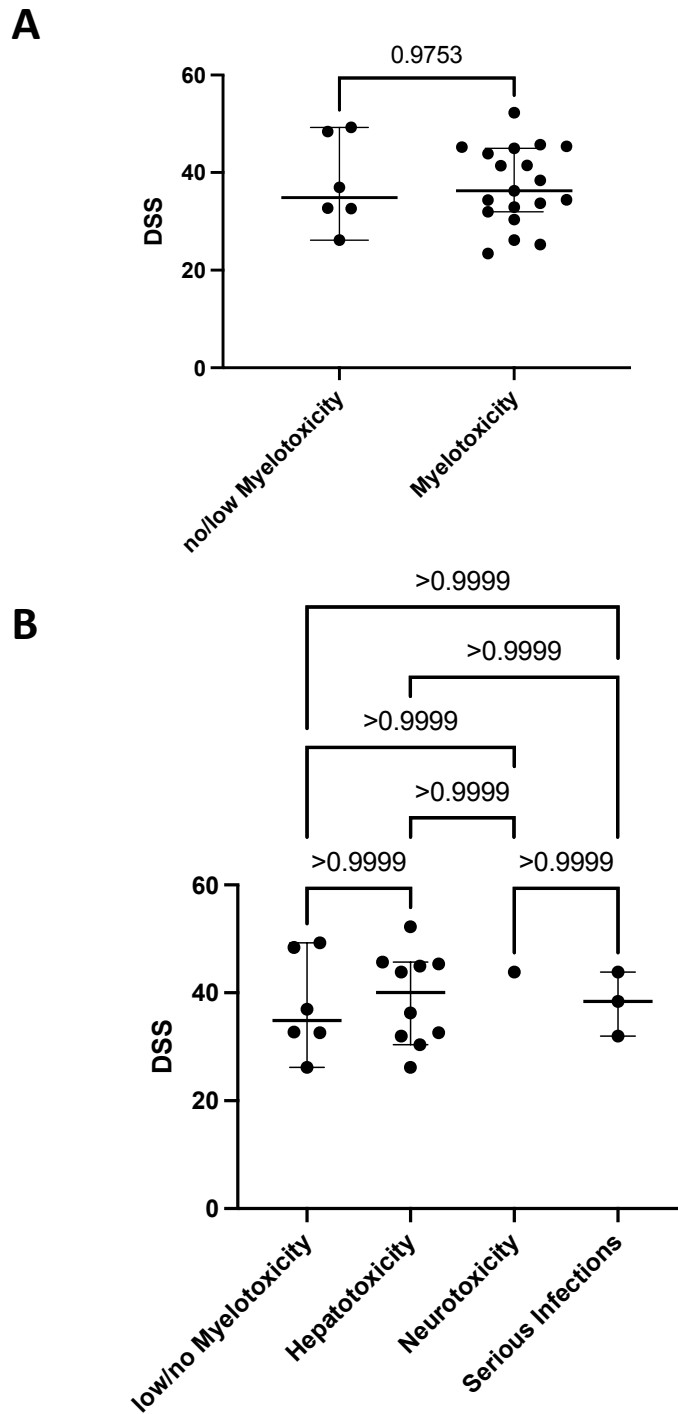 A
0.9753
60
40
20
0
DSS
no/low Myelotoxicity
Myelotoxicity
B
>0.9999
>0.9999
>0.9999
>0.9999
>0.9999
>0.9999
60
40
20
0
DSS
low/no Myelotoxicity
Hepatotoxicity
Neurotoxicity
Serious Infections